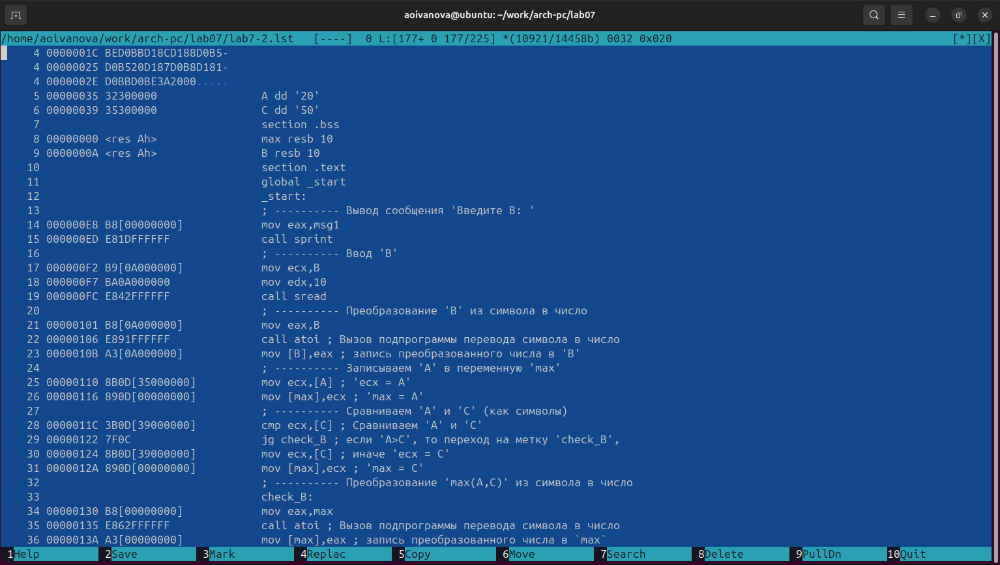 aoivanova@ubuntu: ~/work/arch-pc/lab07
/home/aoivanova/work/arch-pc/lab07/lab7-2.lst   [----]  0 L:[177+ 0 177/225] *(10921/14458b) 0032 0x020 [*][X]
4 0000001C BED0BBD18CD188D0B5-
4 00000025 D0B520D187D0B8D181-
4 0000002E D0BBD0BE3A2000.....
5 00000035 32300000                A dd '20'
6 00000039 35300000                C dd '50'
7                                  section .bss
8 00000000 <res Ah>                max resb 10
9 0000000A <res Ah>                B resb 10
10                                  section .text
11                                  global _start
12                                  _start:
13                                  ; ---------- Вывод сообщения 'Введите B: '
14 000000E8 B8[00000000]            mov eax,msg1
15 000000ED E81DFFFFFF              call sprint
16                                  ; ---------- Ввод 'B'
17 000000F2 B9[0A000000]            mov ecx,B
18 000000F7 BA0A000000              mov edx,10
19 000000FC E842FFFFFF              call sread
20                                  ; ---------- Преобразование 'B' из символа в число
21 00000101 B8[0A000000]            mov eax,B
22 00000106 E891FFFFFF              call atoi ; Вызов подпрограммы перевода символа в число
23 0000010B A3[0A000000]            mov [B],eax ; запись преобразованного числа в 'B'
24                                  ; ---------- Записываем 'A' в переменную 'max'
25 00000110 8B0D[35000000]          mov ecx,[A] ; 'ecx = A'
26 00000116 890D[00000000]          mov [max],ecx ; 'max = A'
27                                  ; ---------- Сравниваем 'A' и 'C' (как символы)
28 0000011C 3B0D[39000000]          cmp ecx,[C] ; Сравниваем 'A' и 'C'
29 00000122 7F0C                    jg check_B ; если 'A>C', то переход на метку 'check_B',
30 00000124 8B0D[39000000]          mov ecx,[C] ; иначе 'ecx = C'
31 0000012A 890D[00000000]          mov [max],ecx ; 'max = C'
32                                  ; ---------- Преобразование 'max(A,C)' из символа в число
33                                  check_B:
34 00000130 B8[00000000]            mov eax,max
35 00000135 E862FFFFFF              call atoi ; Вызов подпрограммы перевода символа в число
36 0000013A A3[00000000]            mov [max],eax ; запись преобразованного числа в `max`
1Help 2Save 3Mark 4Replac 5Copy 6Move 7Search 8Delete 9PullDn 10Quit